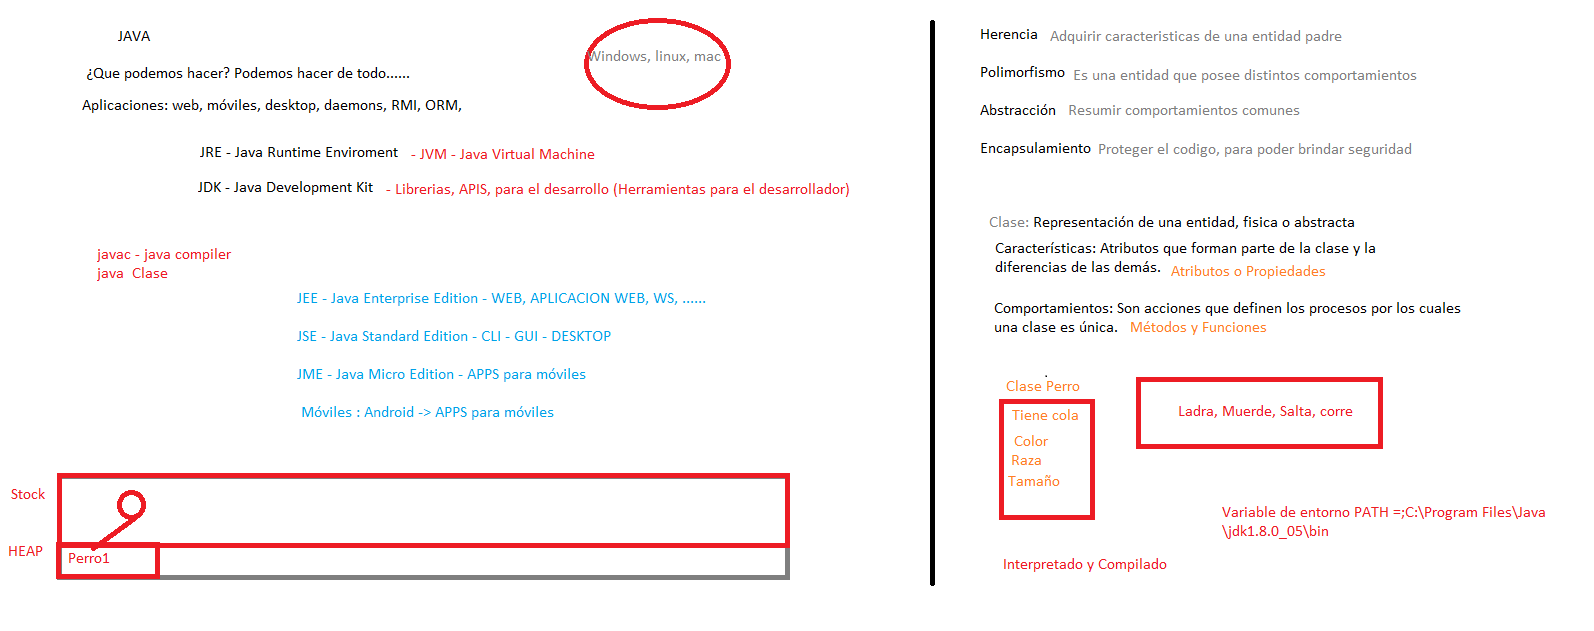 JAVA
Windows, linux, mac
¿Que podemos hacer? Podemos hacer de todo......
Aplicaciones: web, móviles, desktop, daemons, RMI, ORM,
JRE - Java Runtime Enviroment - JVM - Java Virtual Machine
JDK - Java Development Kit - Librerias, APIS, para el desarrollo (Herramientas para el desarrollador)
javac - java compiler
java Clase
JEE - Java Enterprise Edition - WEB, APLICACION WEB, WS, ......
JSE - Java Standard Edition - CLI - GUI - DESKTOP
JME - Java Micro Edition - APPS para móviles
Móviles : Android -> APPS para móviles
Stock
HEAP
Perro1
Herencia Adquirir caracteristicas de una entidad padre
Polimorfismo Es una entidad que posee distintos comportamientos
Abstracción Resumir comportamientos comunes
Encapsulamiento Proteger el codigo, para poder brindar seguridad
Clase: Representación de una entidad, fisica o abstracta
Características: Atributos que forman parte de la clase y la
diferencias de las demás. Atributos o Propiedades
Comportamientos: Son acciones que definen los procesos por los cuales
una clase es única. Métodos y Funciones
Clase Perro
Tiene cola
Color
Raza
Tamaño
Ladra, Muerde, Salta, corre
Variable de entorno PATH =;C:\Program Files\Java
\jdk1.8.0_05\bin
Interpretado y Compilado